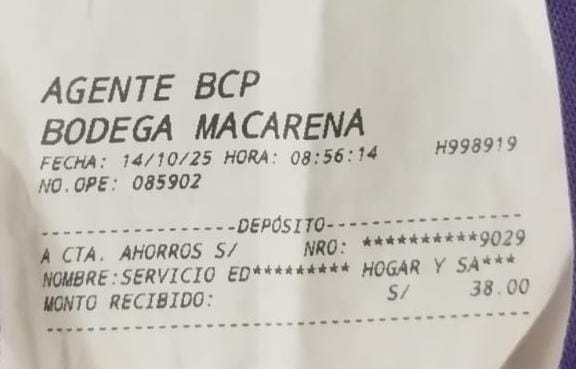 AGENTE BCP
BODEGA MACARENA
FECHA: 14/10/25 HORA: 08:56:14 H998919
NO.OPE: 085902
-----------------DEPÓSITO-----------------
A CTA. AHORROS S/ NRO: **********9029
NOMBRE:SERVICIO ED********* HOGAR Y SA***
MONTO RECIBIDO: S/ 38.00
------------------------------------------